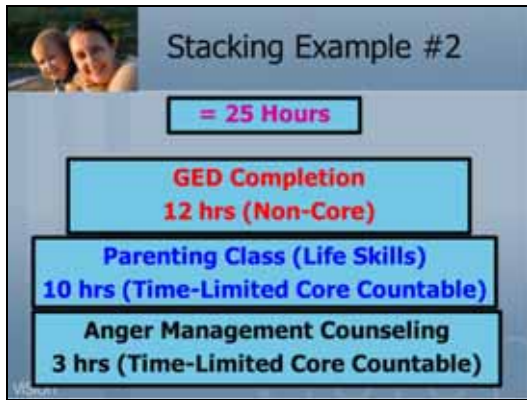 Stacking Example #2
= 25 Hours
GED Completion
12 hrs (Non-Core)
Parenting Class (Life Skills)
10 hrs (Time-Limited Core Countable)
Anger Management Counseling
3 hrs (Time-Limited Core Countable)